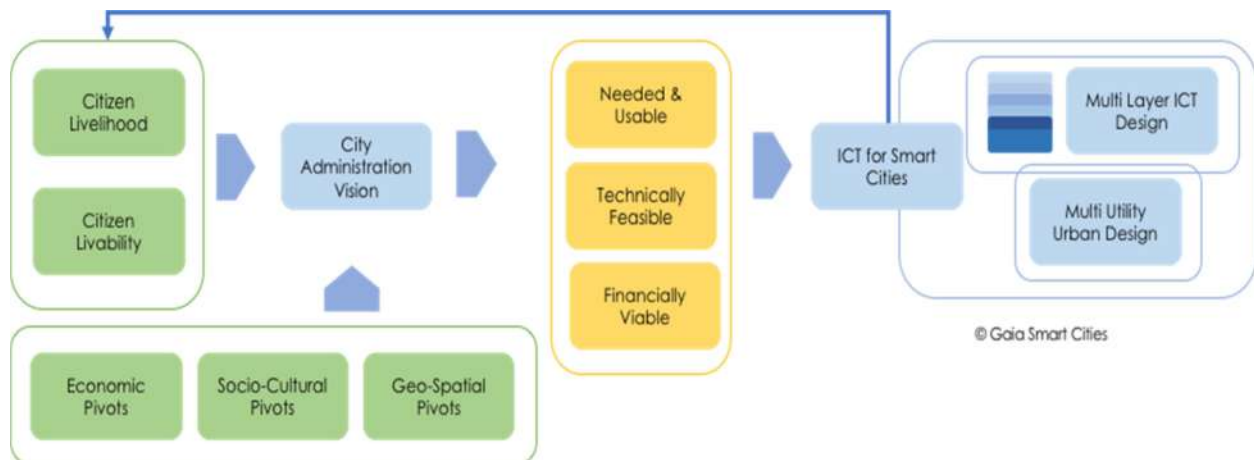 Citizen
Livelihood
Citizen
Livability
City
Administration
Vision
Economic
Pivots
Socio-Cultural
Pivots
Geo-Spatial
Pivots
Needed &
Usable
Technically
Feasible
Financially
Viable
ICT for Smart
Cities
Multi Layer ICT
Design
Multi Utility
Urban Design
© Gaia Smart Cities